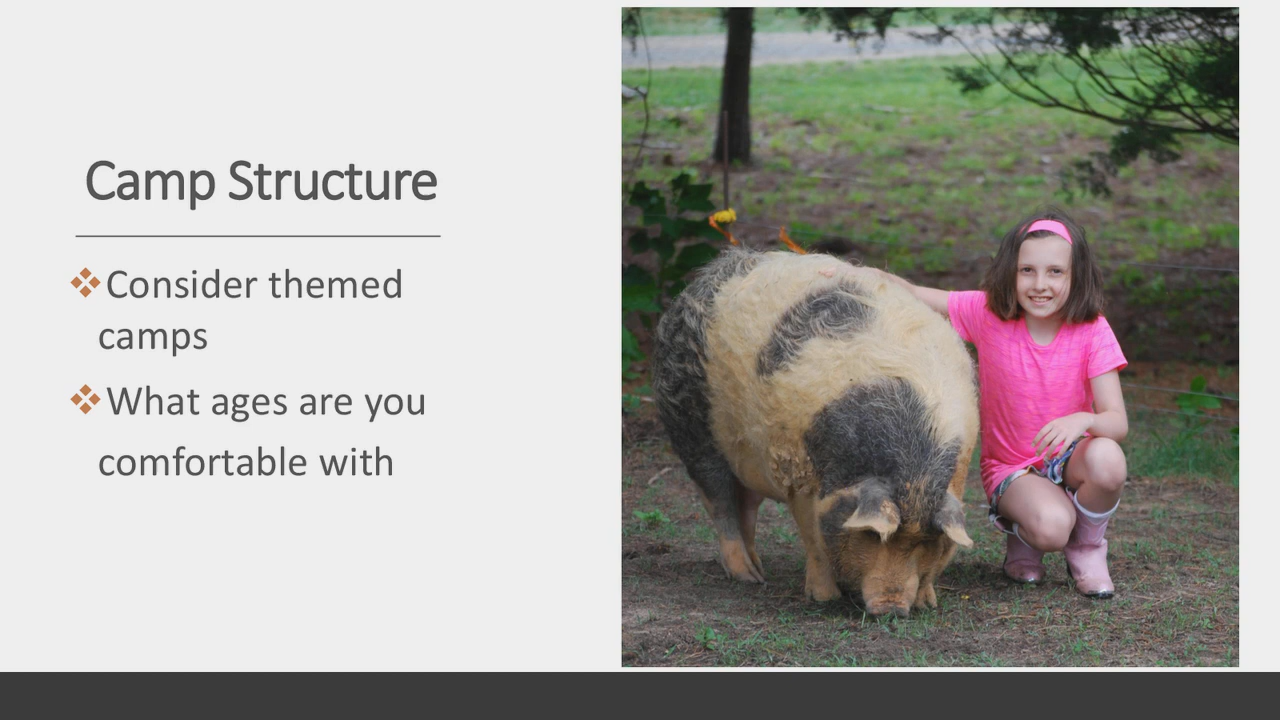 Camp Structure
❖Consider themed
camps
❖What ages are you
comfortable with